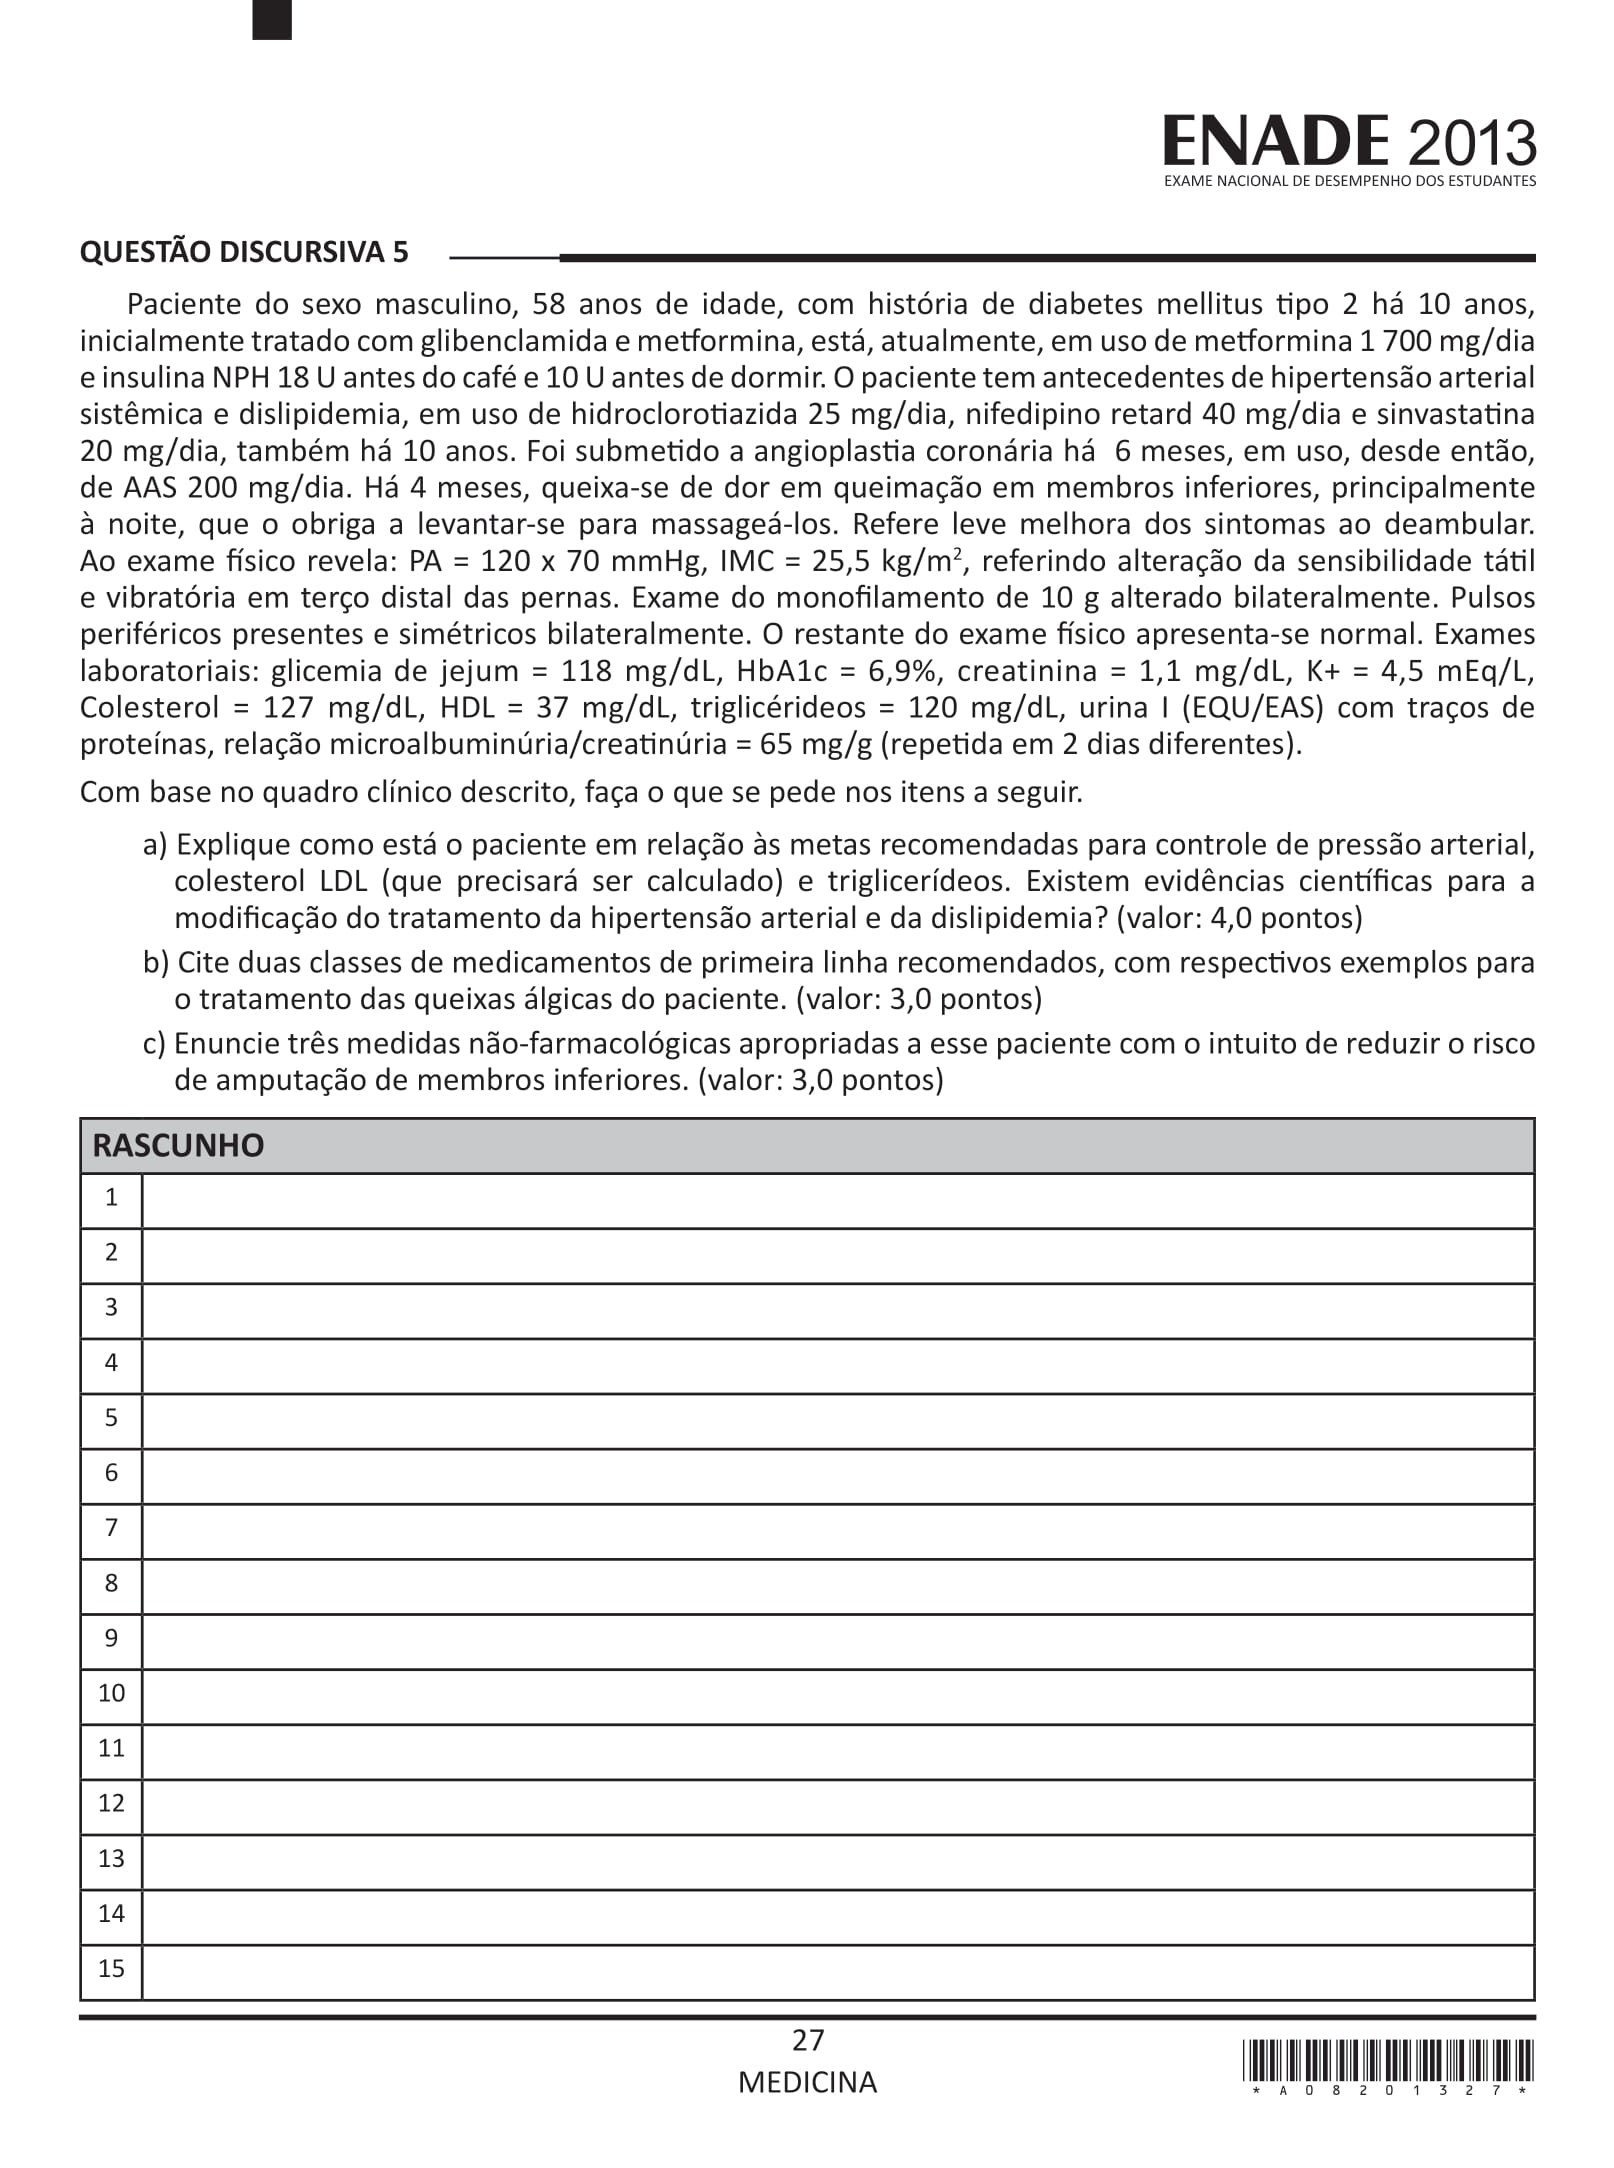 ENADE 2013
EXAME NACIONAL DE DESEMPENHO DOS ESTUDANTES
QUESTÃO DISCURSIVA 5
Paciente do sexo masculino, 58 anos de idade, com história de diabetes mellitus tipo 2 há 10 anos,
inicialmente tratado com glibenclamida e metformina, está, atualmente, em uso de metformina 1 700 mg/dia
e insulina NPH 18 U antes do café e 10 U antes de dormir. O paciente tem antecedentes de hipertensão arterial
sistêmica e dislipidemia, em uso de hidroclorotiazida 25 mg/dia, nifedipino retard 40 mg/dia e sinvastatina
20 mg/dia, também há 10 anos. Foi submetido a angioplastia coronária há 6 meses, em uso, desde então,
de AAS 200 mg/dia. Há 4 meses, queixa-se de dor em queimação em membros inferiores, principalmente
à noite, que o obriga a levantar-se para massageá-los. Refere leve melhora dos sintomas ao deambular.
Ao exame físico revela: PA = 120 x 70 mmHg, IMC = 25,5 kg/m², referindo alteração da sensibilidade tátil
e vibratória em terço distal das pernas. Exame do monofilamento de 10 g alterado bilateralmente. Pulsos
periféricos presentes e simétricos bilateralmente. O restante do exame físico apresenta-se normal. Exames
laboratoriais: glicemia de jejum = 118 mg/dL, HbA1c = 6,9%, creatinina = 1,1 mg/dL, K+ = 4,5 mEq/L,
Colesterol = 127 mg/dL, HDL = 37 mg/dL, triglicérideos = 120 mg/dL, urina I (EQU/EAS) com traços de
proteínas, relação microalbuminúria/creatinúria = 65 mg/g (repetida em 2 dias diferentes).
Com base no quadro clínico descrito, faça o que se pede nos itens a seguir.
a) Explique como está o paciente em relação às metas recomendadas para controle de pressão arterial,
colesterol LDL (que precisará ser calculado) e triglicerídeos. Existem evidências científicas para a
modificação do tratamento da hipertensão arterial e da dislipidemia? (valor: 4,0 pontos)
b) Cite duas classes de medicamentos de primeira linha recomendados, com respectivos exemplos para
o tratamento das queixas álgicas do paciente. (valor: 3,0 pontos)
c) Enuncie três medidas não-farmacológicas apropriadas a esse paciente com o intuito de reduzir o risco
de amputação de membros inferiores. (valor: 3,0 pontos)
RASCUNHO
1
2
3
4
5
6
7
8
9
10
11
12
13
14
15
27
MEDICINA
* A 0 8 2 0 1 3 2 7 *